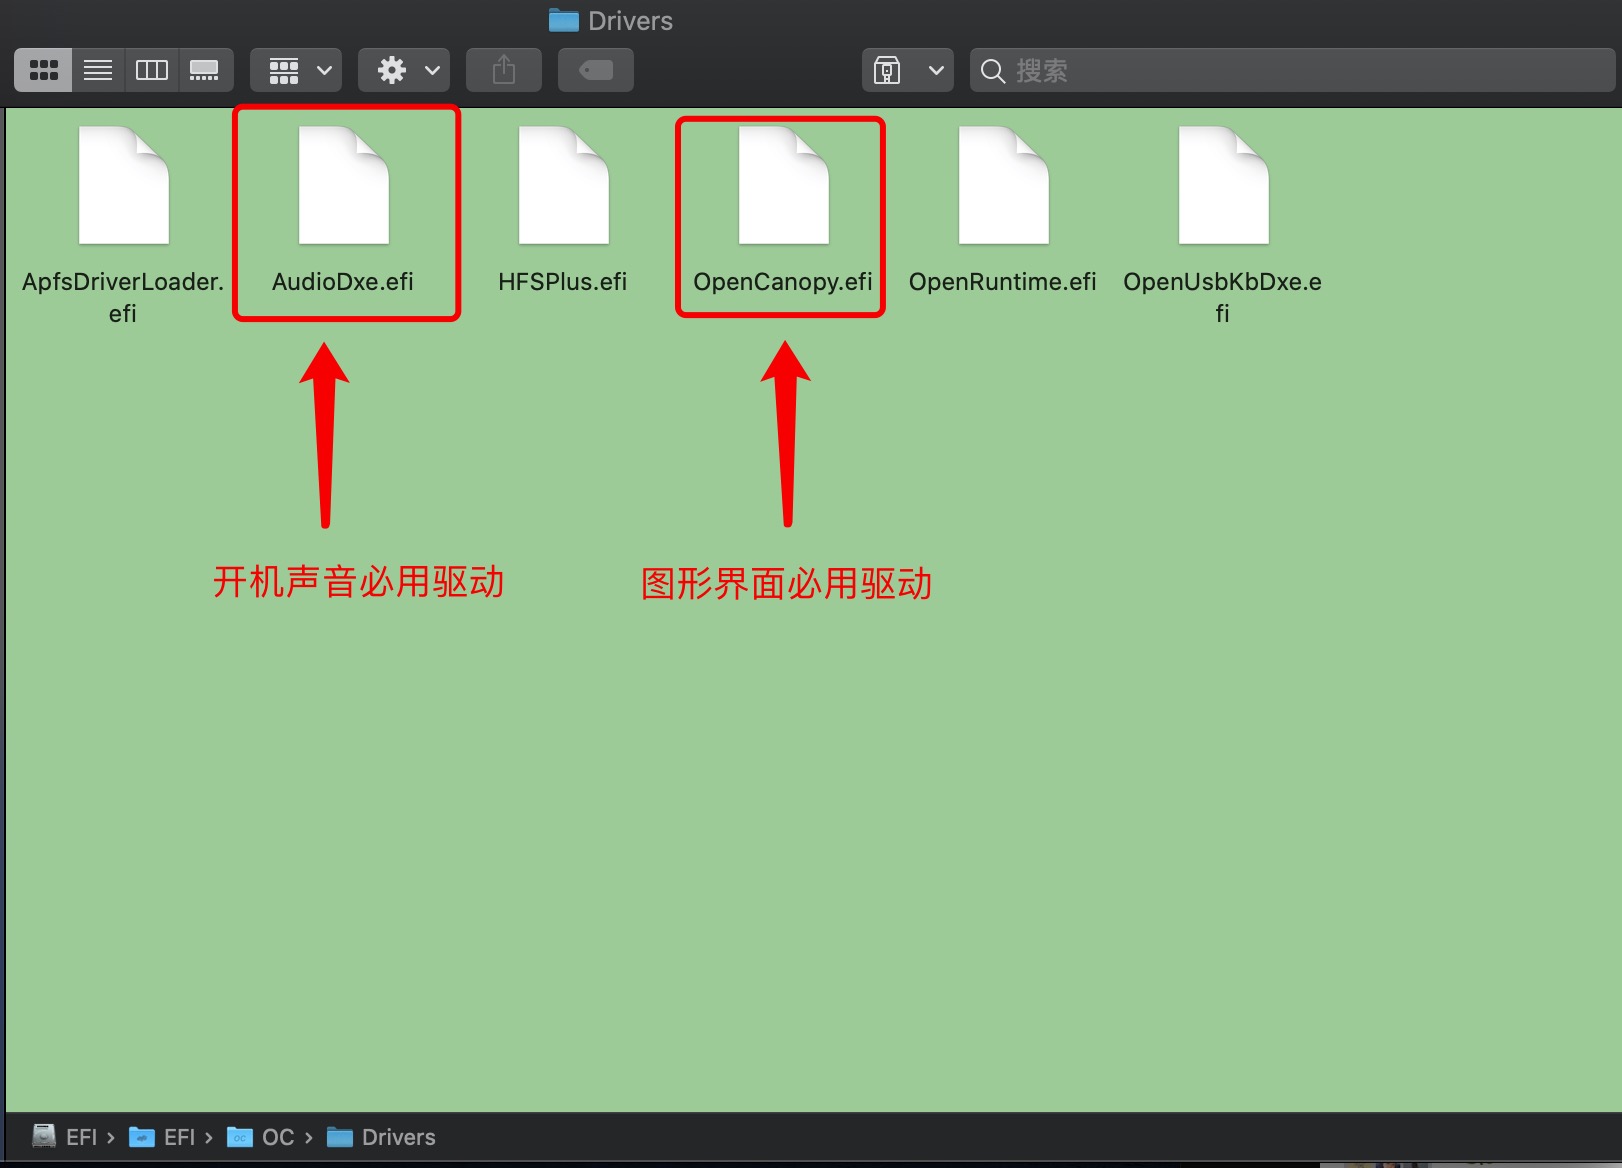 Drivers
搜索
ApfsDriverLoader.
efi
AudioDxe.efi
HFSPlus.efi
OpenCanopy.efi
OpenRuntime.efi
OpenUsbKbDxe.e
fi
开机声音必用驱动
图形界面必用驱动
EFI › EFI › OC › Drivers